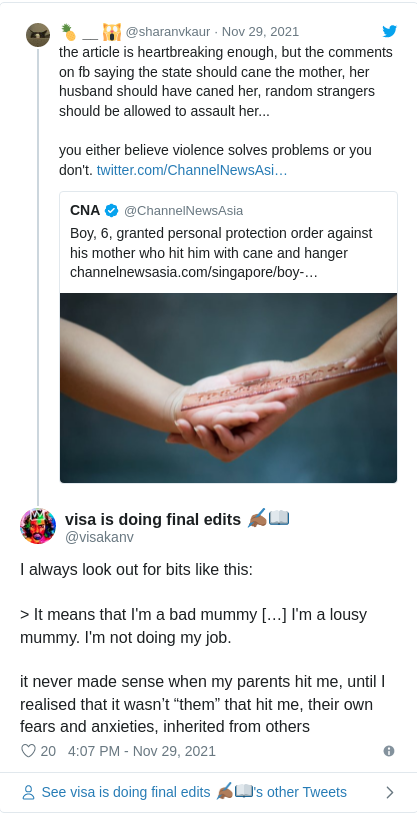 🍍 __ 🙀 @sharanvkaur · Nov 29, 2021
the article is heartbreaking enough, but the comments
on fb saying the state should cane the mother, her
husband should have caned her, random strangers
should be allowed to assault her...
you either believe violence solves problems or you
don't. twitter.com/ChannelNewsAsi…
CNA @ChannelNewsAsia
Boy, 6, granted personal protection order against
his mother who hit him with cane and hanger
channelnewsasia.com/singapore/boy-…
visa is doing final edits ✍🏾📖
@visakanv
I always look out for bits like this:
> It means that I'm a bad mummy […] I'm a lousy
mummy. I'm not doing my job.
it never made sense when my parents hit me, until I
realised that it wasn’t “them” that hit me, their own
fears and anxieties, inherited from others
20 4:07 PM - Nov 29, 2021
See visa is doing final edits ✍🏾📖's other Tweets